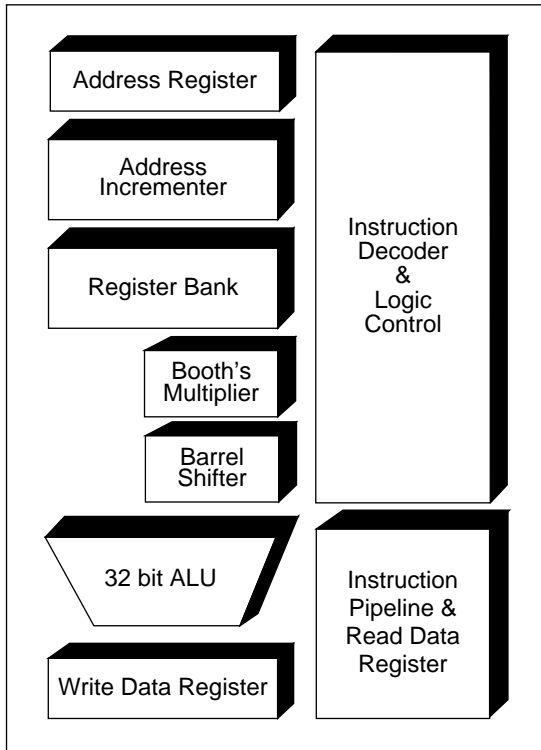 Address Register
Address
Incrementer
Register Bank
Booth's
Multiplier
Barrel
Shifter
32 bit ALU
Write Data Register
Instruction
Decoder
&
Logic
Control
Instruction
Pipeline &
Read Data
Register